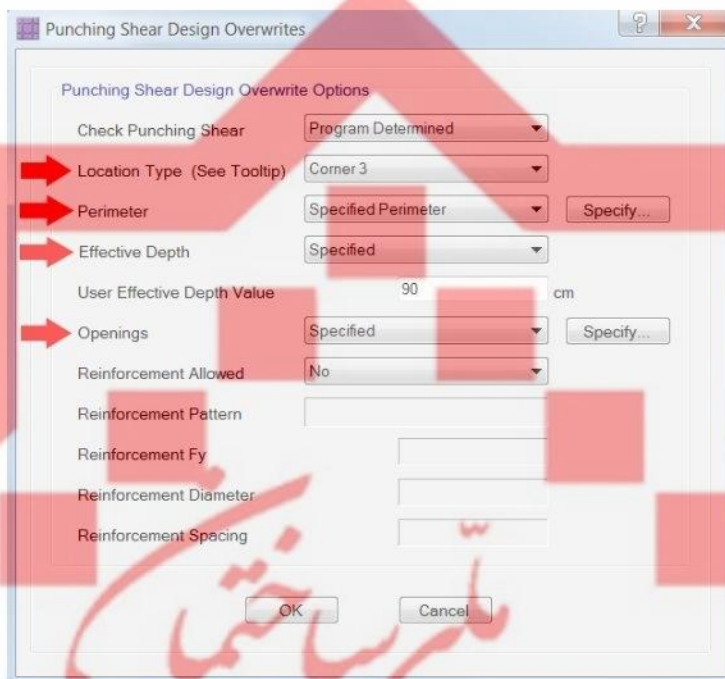 Punching Shear Design Overwrites
Punching Shear Design Overwrite Options
Check Punching Shear Program Determined
Location Type (See Tooltip) Corner 3
Perimeter Specified Perimeter Specify...
Effective Depth Specified
User Effective Depth Value 90 cm
Openings Specified Specify...
Reinforcement Allowed No
Reinforcement Pattern
Reinforcement Fy
Reinforcement Diameter
Reinforcement Spacing
OK Cancel